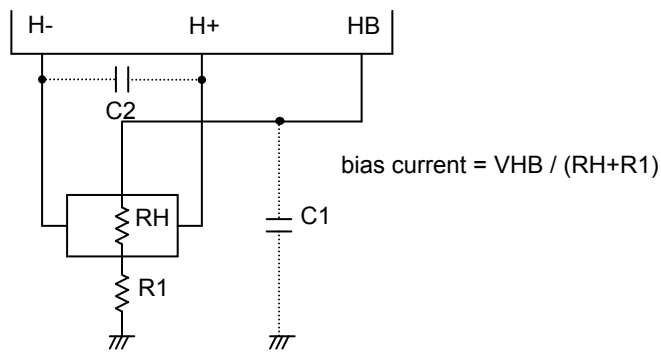 H- H+ HB
C2
bias current = VHB / (RH+R1)
RH
C1
R1